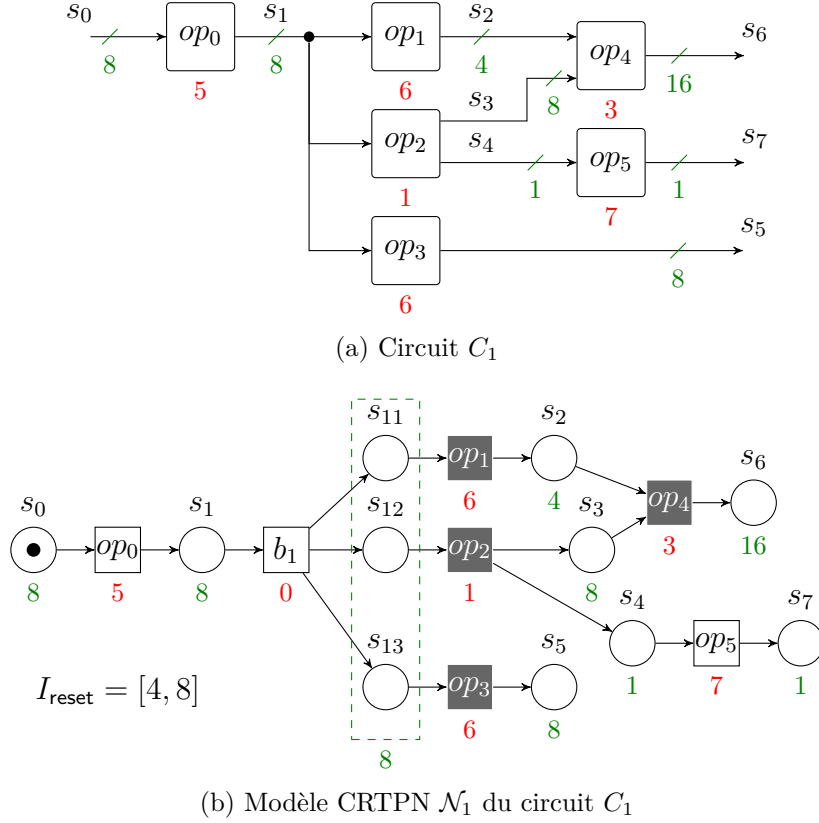 s0 s1 s2 s6
op0 op1 op4
8 8 4 16
5 6 3
s3 8
s4 s7
op2 op5
1 1
1 7
s5
op3
8
6
(a) Circuit C1
s11 s2
op1 s6
s0 s1 s12 6 4 s3 op4
op0 b1 op2
8 5 8 0 1 8 3 16
s13 s5 s4 s7
op5
1 7 1
Ireset = [4, 8] op3
6 8
8
(b) Modèle CRTPN N1 du circuit C1